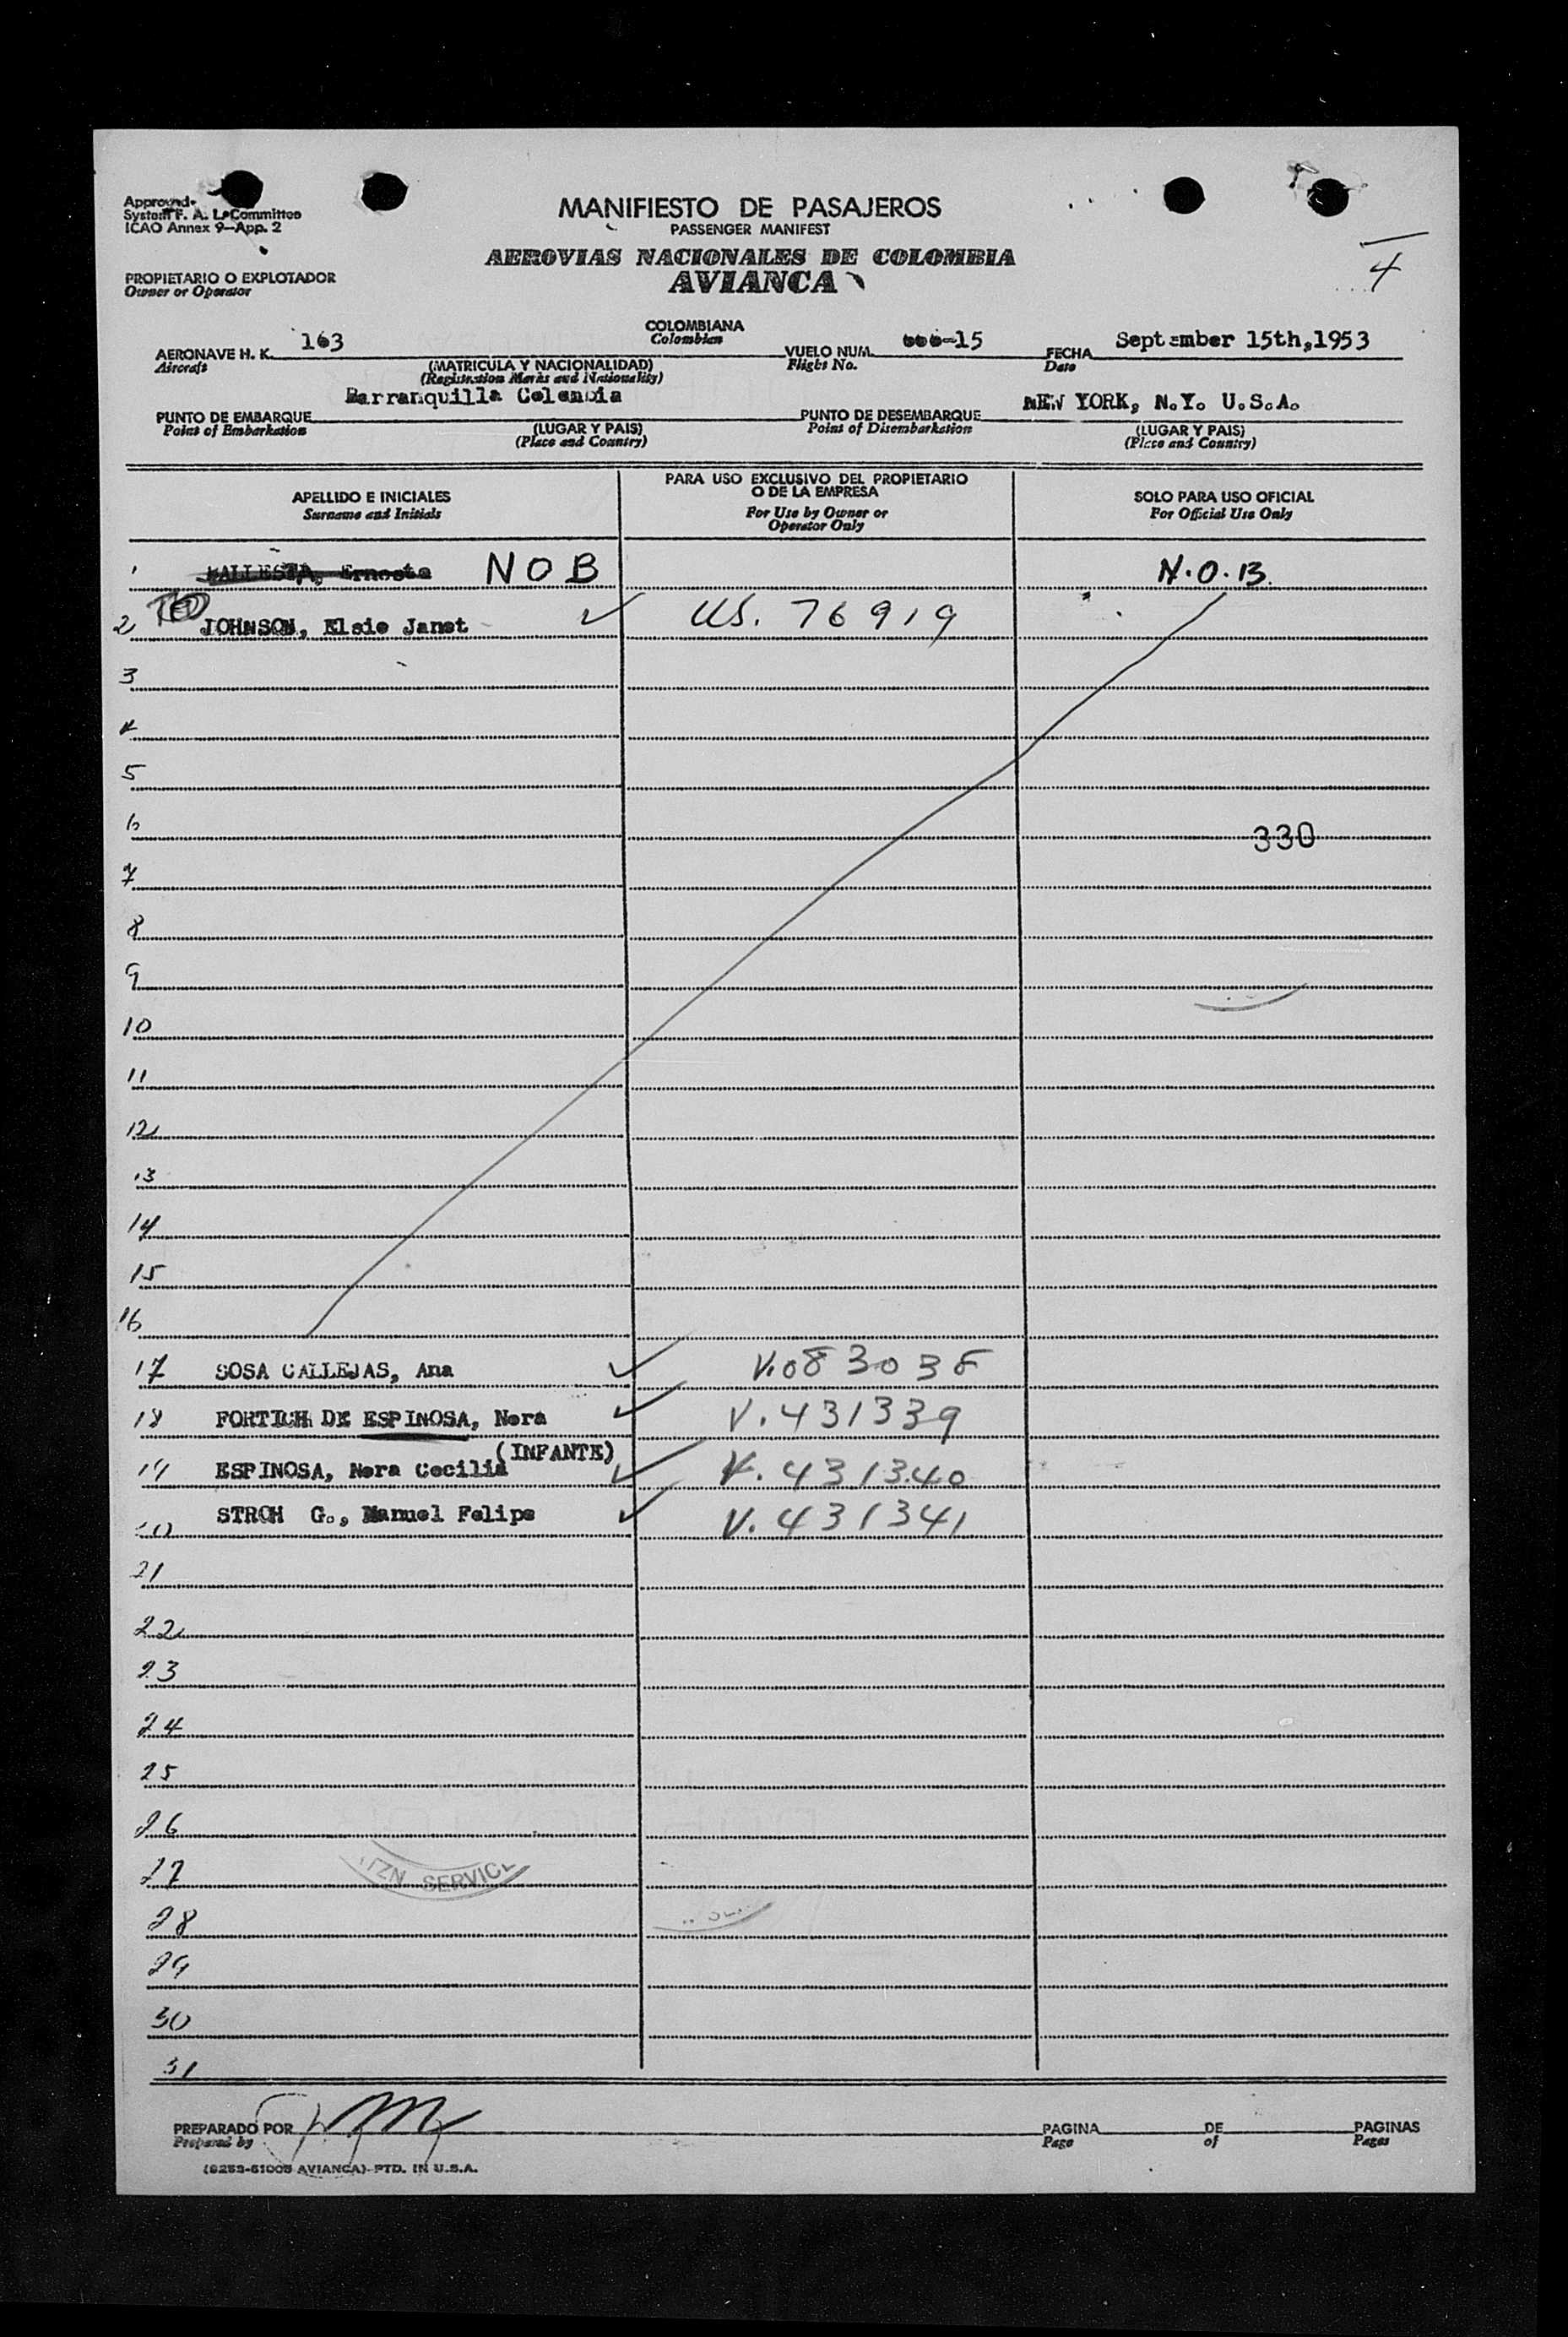 Approved
System F. A. L. Committee
ICAO Annex 9—App. 2
MANIFIESTO DE PASAJEROS
PASSENGER MANIFEST
AEROVIAS NACIONALES DE COLOMBIA
AVIANCA
4
PROPIETARIO O EXPLOTADOR
Owner or Operator
AERONAVE H. K. 163
Aircraft
COLOMBIANA
Colombian
(MATRICULA Y NACIONALIDAD)
(Registration Marks and Nationality)
VUELO NUM. -15
Flight No.
FECHA September 15th,1953
Date
PUNTO DE EMBARQUE Barranquilla Colombia
Point of Embarkation
(LUGAR Y PAIS)
(Place and Country)
PUNTO DE DESEMBARQUE NEW YORK, N.Y. U.S.A.
Point of Disembarkation
(LUGAR Y PAIS)
(Place and Country)
APELLIDO E INICIALES
Surname and Initials
PARA USO EXCLUSIVO DEL PROPIETARIO
O DE LA EMPRESA
For Use by Owner or
Operator Only
SOLO PARA USO OFICIAL
For Official Use Only
1 Ernesto NOB N.O.B.
2 JOHNSON, Elsie Janet US. 76919
3
4
5
6 330
7
8
9
10
11
12
13
14
15
16
17 SOSA CALLEJAS, Ana V.083038
18 FORTICH DE ESPINOSA, Nora V.431339
19 ESPINOSA, Nora Cecilia (INFANTE) V.431340
20 STROH G., Manuel Felipe V.431341
21
22
23
24
25
26
27 SERVICE
28
29
30
31
PREPARADO POR
Prepared by
PAGINA DE PAGINAS
Page of Pages
(8253-61005 AVIANCA) PTD. IN U.S.A.